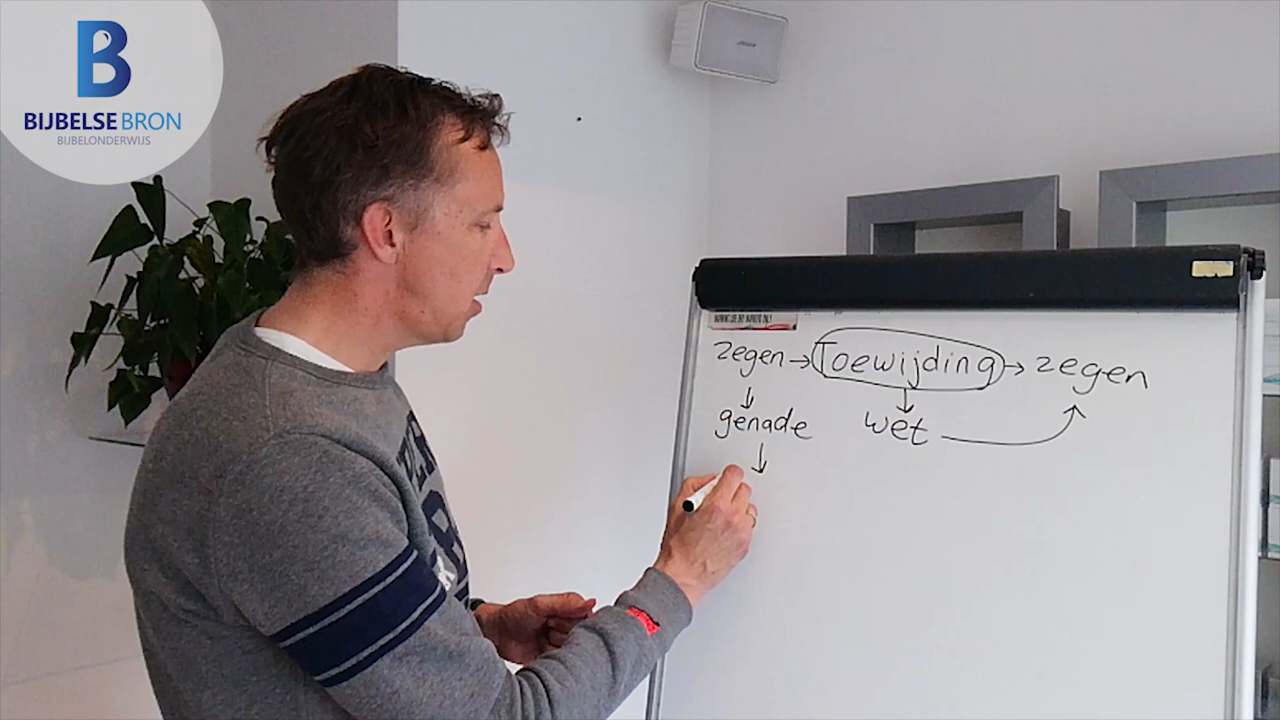 BIJBELSE BRON
BIJBELONDERWIJS
zegen → Toewijding → zegen
genade wet